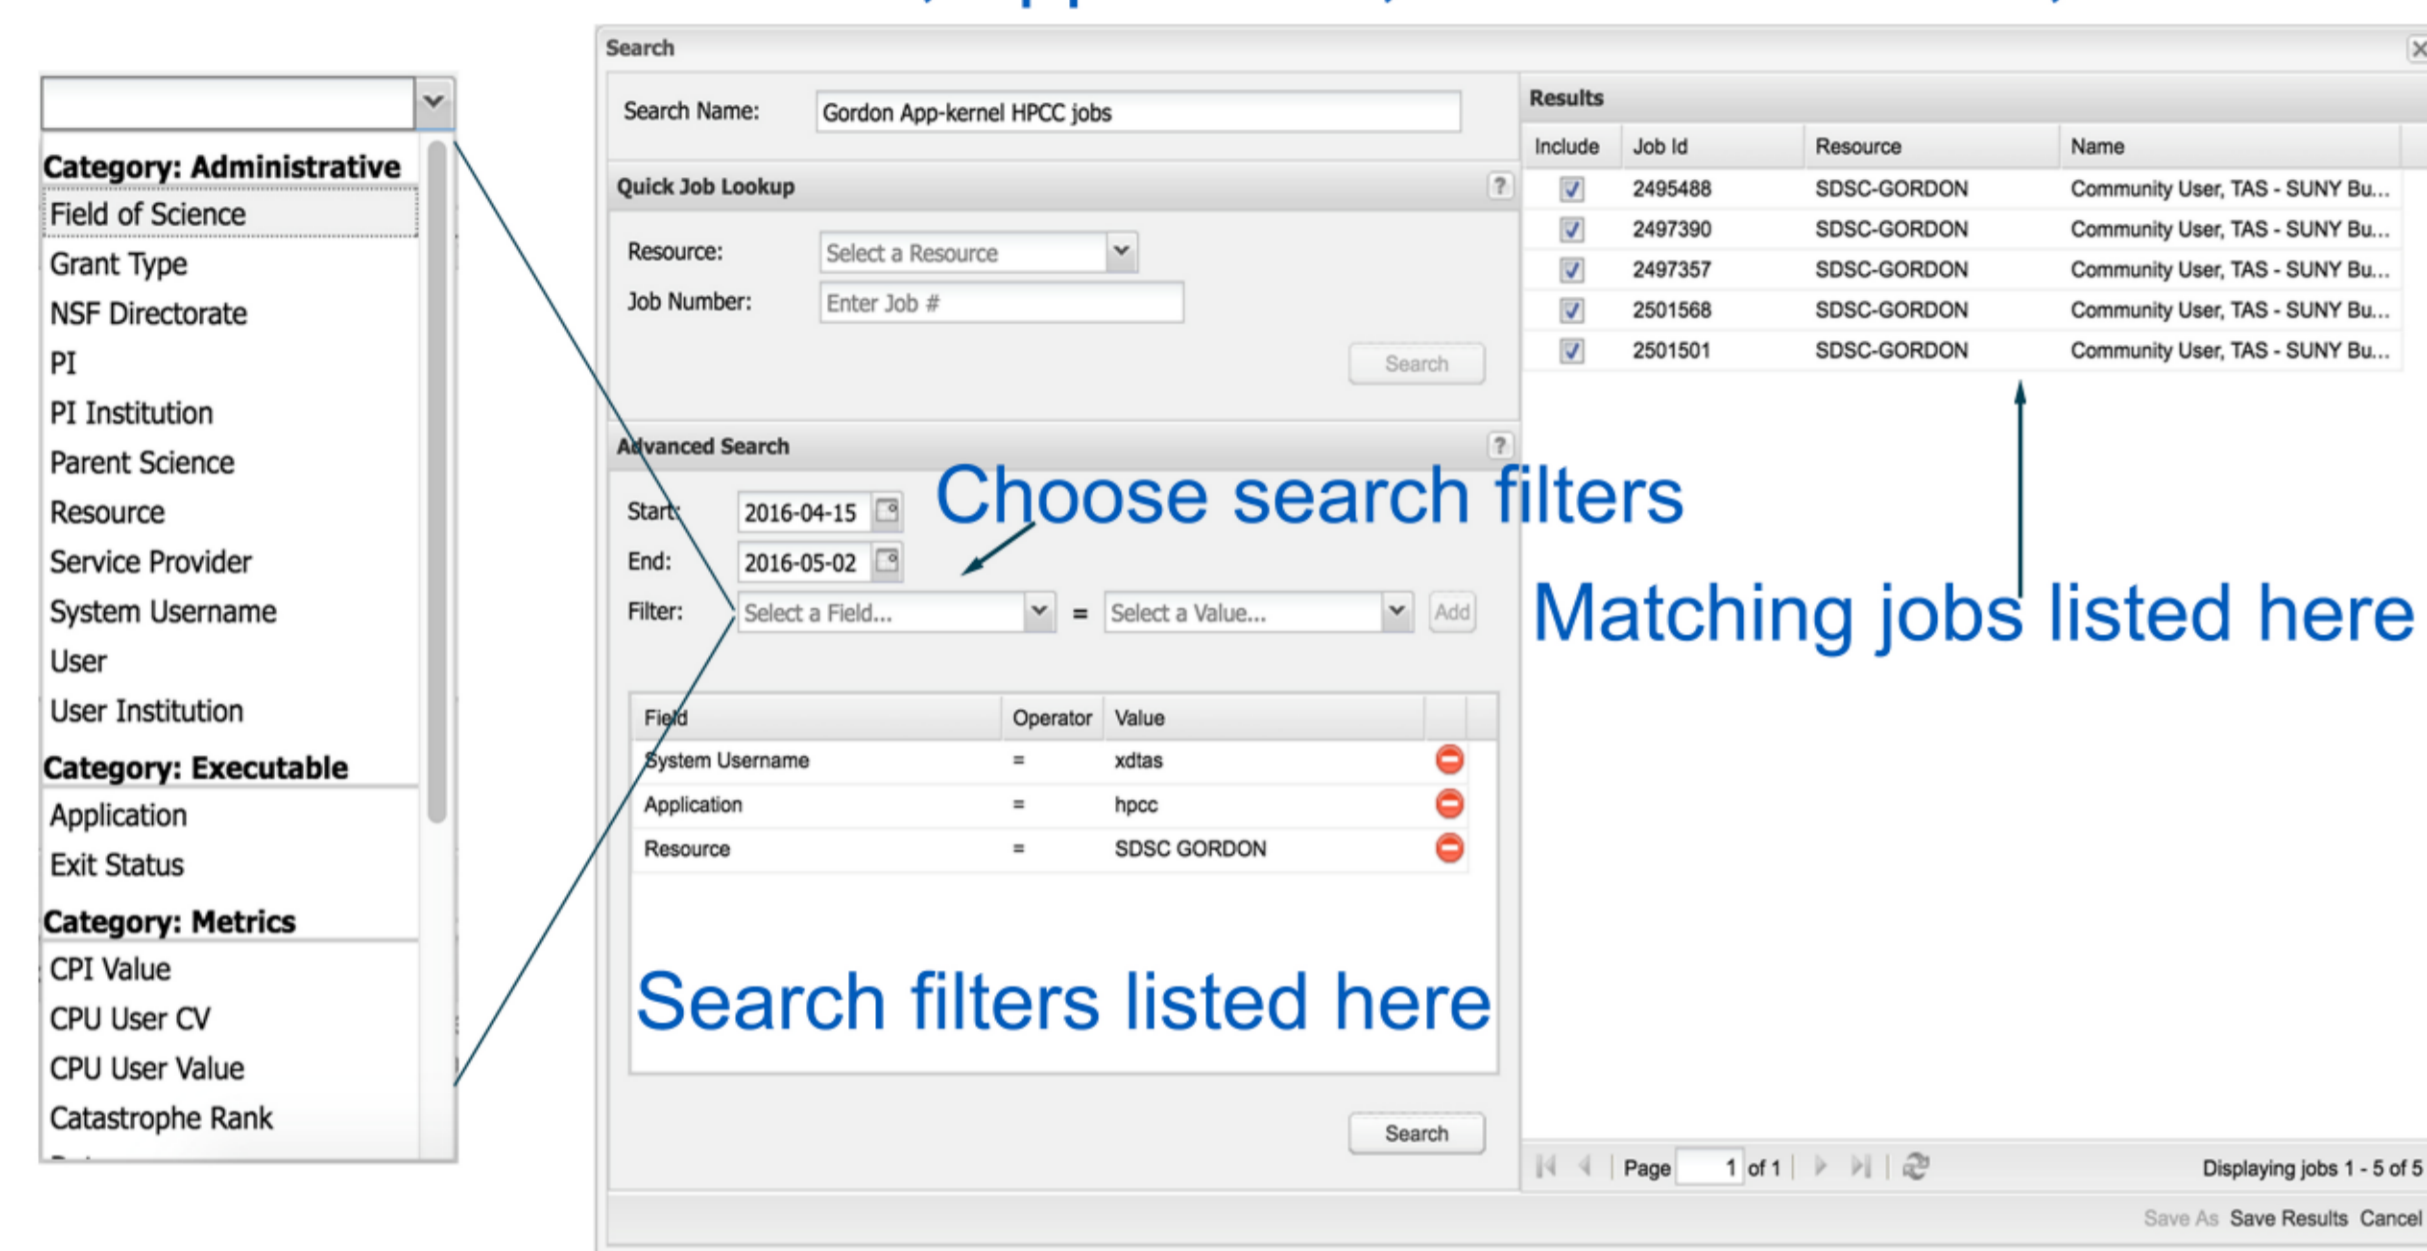 Category: Administrative
Field of Science
Grant Type
NSF Directorate
PI
PI Institution
Parent Science
Resource
Service Provider
System Username
User
User Institution
Category: Executable
Application
Exit Status
Category: Metrics
CPI Value
CPU User CV
CPU User Value
Catastrophe Rank
Search
Search Name: Gordon App-kernel HPCC jobs
Quick Job Lookup ?
Resource: Select a Resource
Job Number: Enter Job #
Search
Advanced Search ?
Choose search filters
Start: 2016-04-15
End: 2016-05-02
Filter: Select a Field... = Select a Value... Add
Field Operator Value
System Username = xdtas
Application = hpcc
Resource = SDSC GORDON
Search filters listed here
Search
Results
Include Job Id Resource Name
2495488 SDSC-GORDON Community User, TAS - SUNY Bu...
2497390 SDSC-GORDON Community User, TAS - SUNY Bu...
2497357 SDSC-GORDON Community User, TAS - SUNY Bu...
2501568 SDSC-GORDON Community User, TAS - SUNY Bu...
2501501 SDSC-GORDON Community User, TAS - SUNY Bu...
Matching jobs listed here
Page 1 of 1 Displaying jobs 1 - 5 of 5
Save As Save Results Cancel